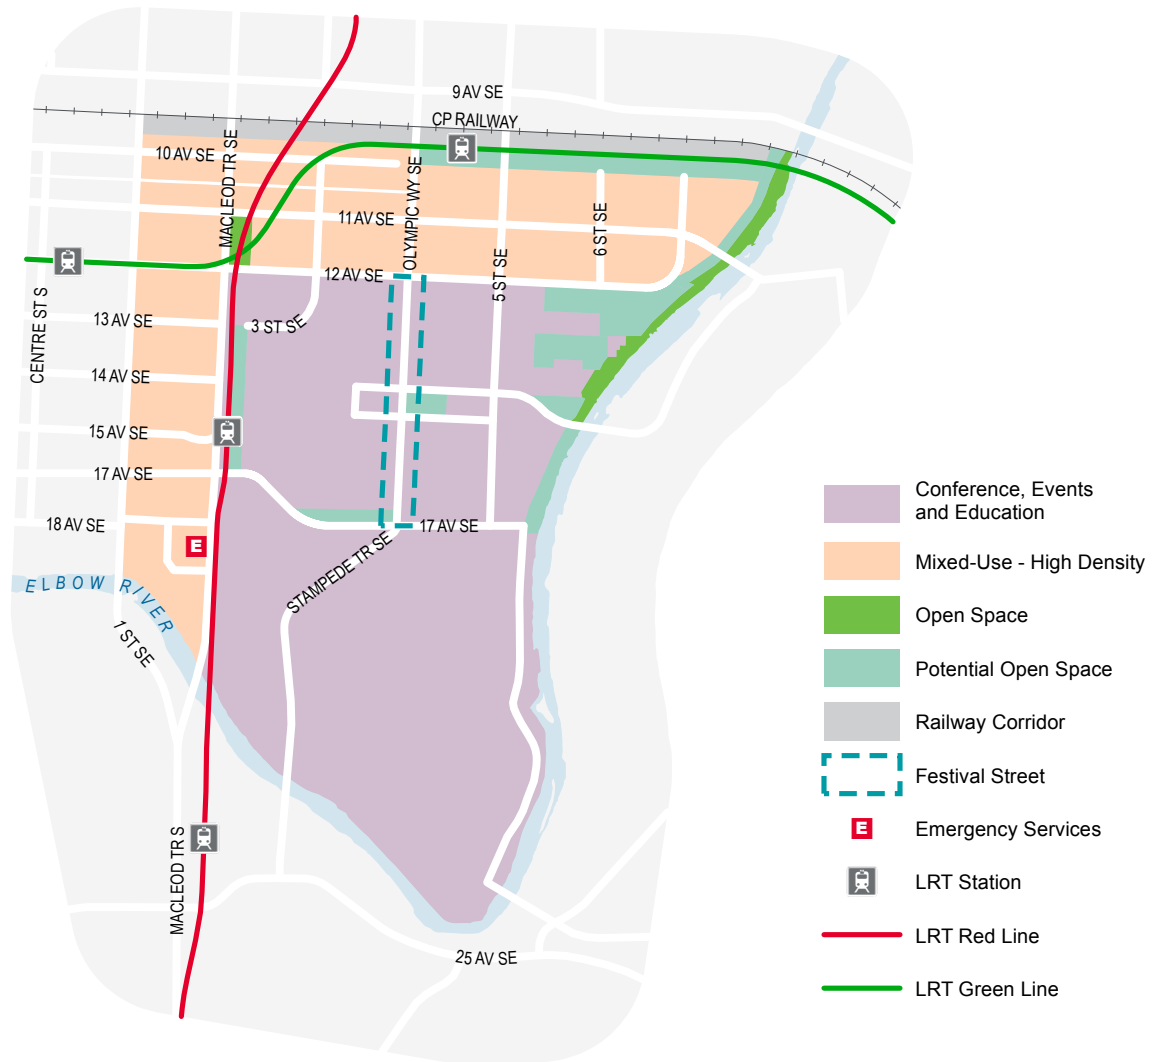 9 AV SE
CP RAILWAY
10 AV SE
MACLEOD TR SE
OLYMPIC WY SE
11 AV SE
6 ST SE
12 AV SE
5 ST SE
CENTRE ST S
13 AV SE
3 ST SE
14 AV SE
15 AV SE
17 AV SE
18 AV SE
17 AV SE
E
STAMPEDE TR SE
ELBOW RIVER
1 ST SE
MACLEOD TR S
25 AV SE
Conference, Events
and Education
Mixed-Use - High Density
Open Space
Potential Open Space
Railway Corridor
Festival Street
E
Emergency Services
LRT Station
LRT Red Line
LRT Green Line